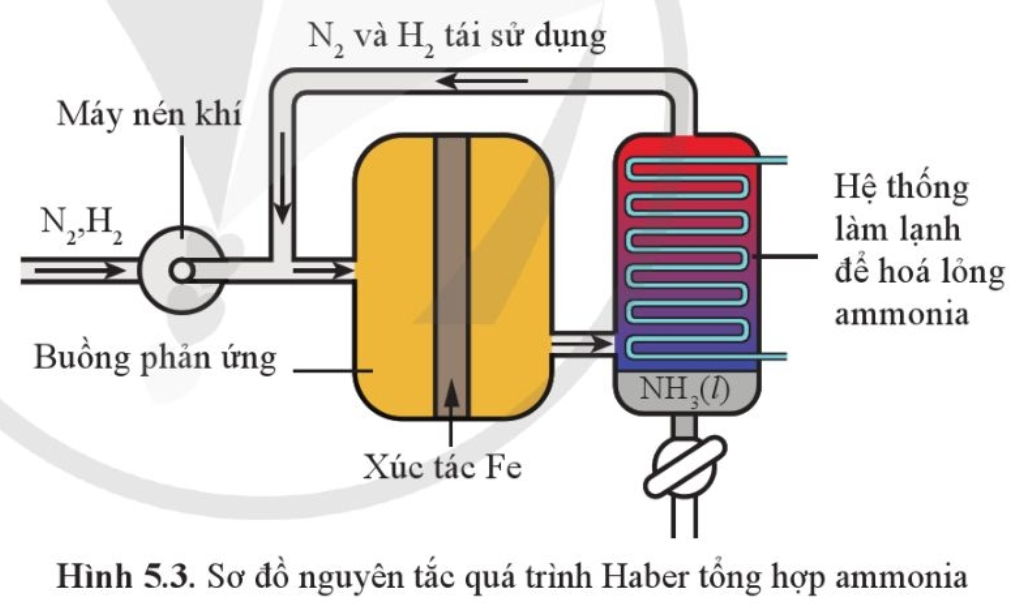 N₂ và H₂ tái sử dụng
Máy nén khí
N₂,H₂
Hệ thống
làm lạnh
để hoá lỏng
ammonia
Buồng phản ứng
NH₃(l)
Xúc tác Fe
Hình 5.3. Sơ đồ nguyên tắc quá trình Haber tổng hợp ammonia